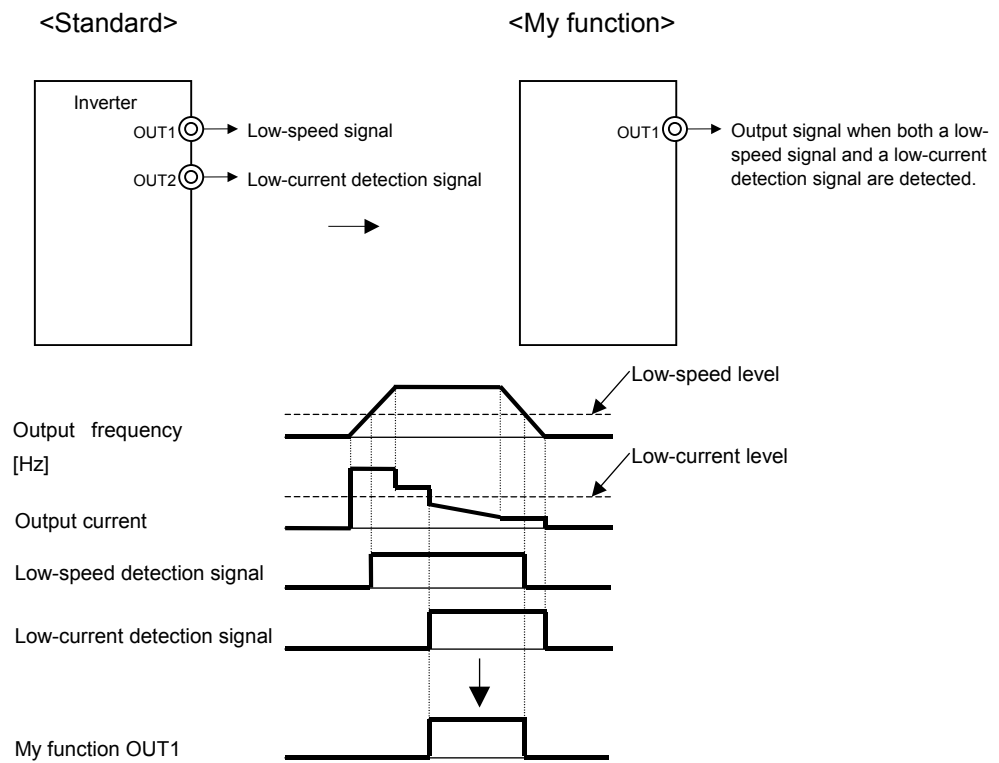 <Standard>
<My function>
Inverter
OUT1
Low-speed signal
OUT2
Low-current detection signal
OUT1
Output signal when both a low-
speed signal and a low-current
detection signal are detected.
Low-speed level
Output frequency
[Hz]
Low-current level
Output current
Low-speed detection signal
Low-current detection signal
My function OUT1